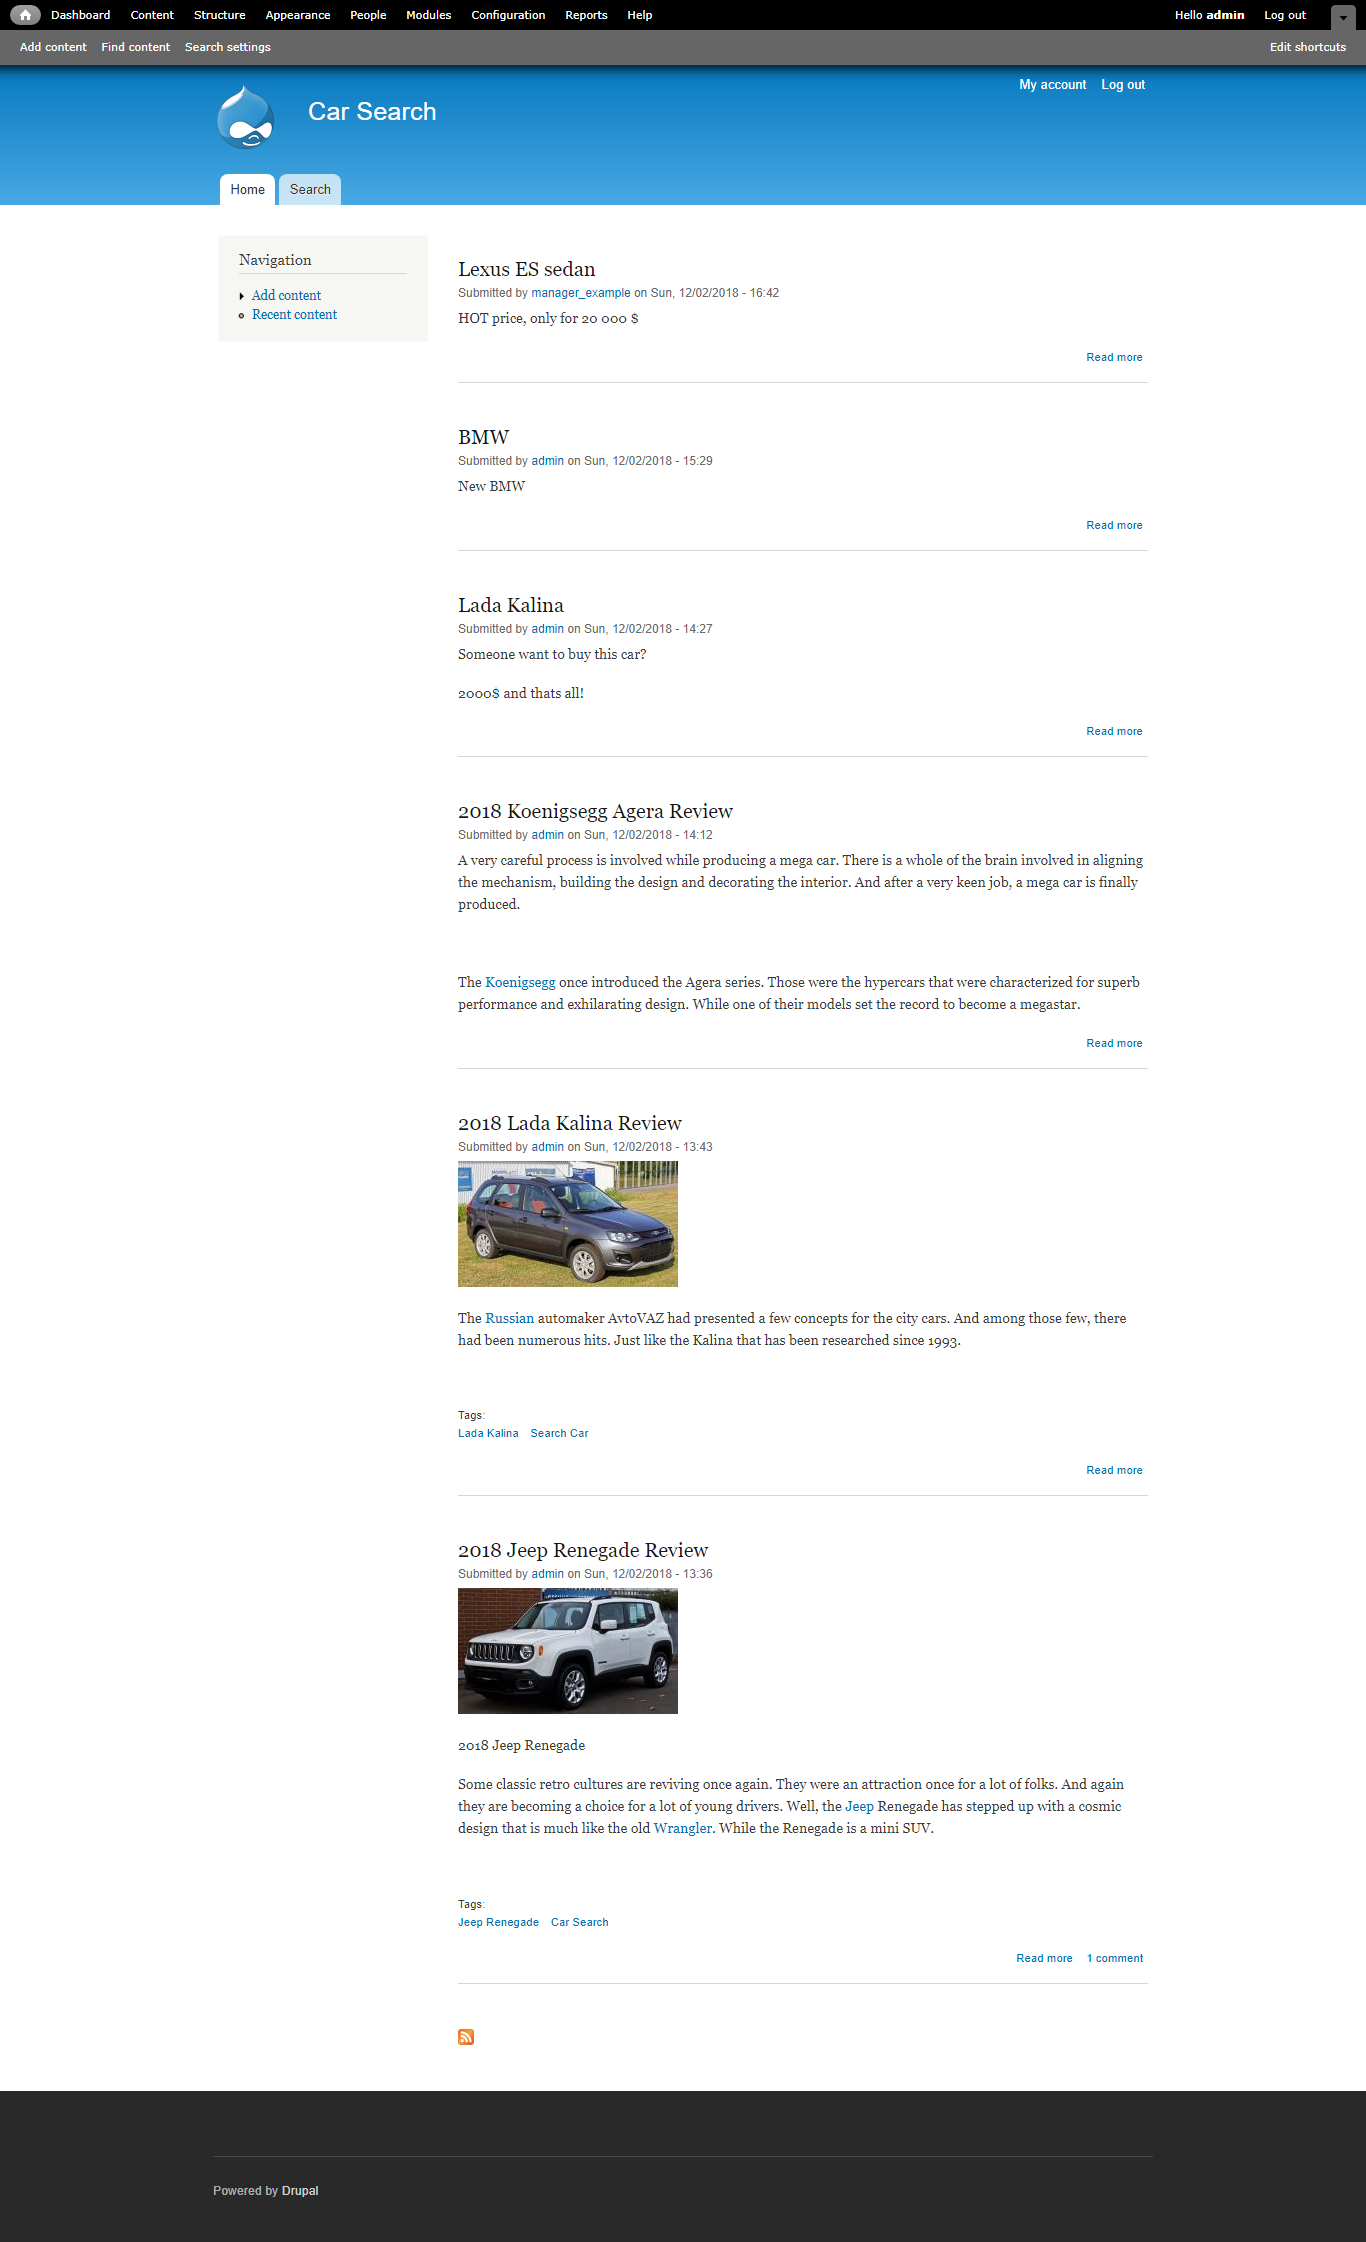 Dashboard Content Structure Appearance People Modules Configuration Reports Help Hello admin Log out
Add content Find content Search settings Edit shortcuts
My account Log out
Car Search
Home Search
Navigation
Add content
Recent content
Lexus ES sedan
Submitted by manager_example on Sun, 12/02/2018 - 16:42
HOT price, only for 20 000 $
Read more
BMW
Submitted by admin on Sun, 12/02/2018 - 15:29
New BMW
Read more
Lada Kalina
Submitted by admin on Sun, 12/02/2018 - 14:27
Someone want to buy this car?
2000$ and thats all!
Read more
2018 Koenigsegg Agera Review
Submitted by admin on Sun, 12/02/2018 - 14:12
A very careful process is involved while producing a mega car. There is a whole of the brain involved in aligning
the mechanism, building the design and decorating the interior. And after a very keen job, a mega car is finally
produced.
The Koenigsegg once introduced the Agera series. Those were the hypercars that were characterized for superb
performance and exhilarating design. While one of their models set the record to become a megastar.
Read more
2018 Lada Kalina Review
Submitted by admin on Sun, 12/02/2018 - 13:43
The Russian automaker AvtoVAZ had presented a few concepts for the city cars. And among those few, there
had been numerous hits. Just like the Kalina that has been researched since 1993.
Tags:
Lada Kalina Search Car
Read more
2018 Jeep Renegade Review
Submitted by admin on Sun, 12/02/2018 - 13:36
2018 Jeep Renegade
Some classic retro cultures are reviving once again. They were an attraction once for a lot of folks. And again
they are becoming a choice for a lot of young drivers. Well, the Jeep Renegade has stepped up with a cosmic
design that is much like the old Wrangler. While the Renegade is a mini SUV.
Tags:
Jeep Renegade Car Search
Read more 1 comment
Powered by Drupal